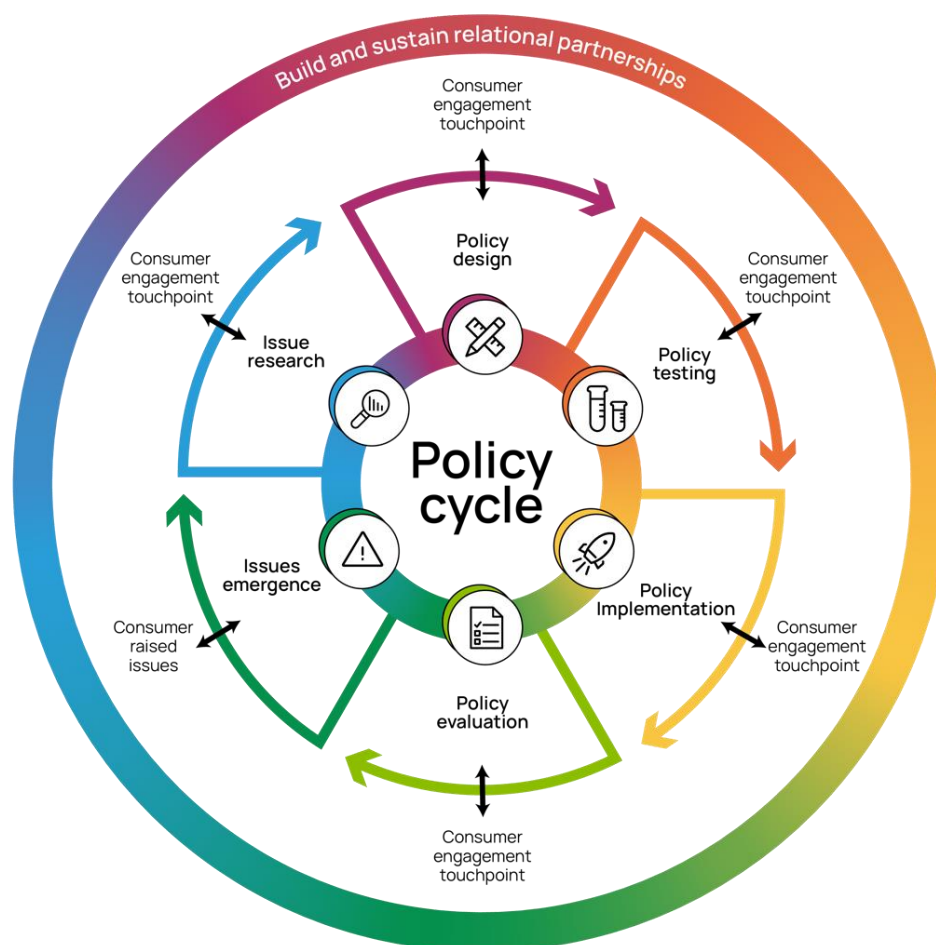 Build and sustain relational partnerships
Consumer
engagement
touchpoint
Policy
design
Consumer
engagement
touchpoint
Policy
testing
Policy
Implementation
Consumer
engagement
touchpoint
Policy
evaluation
Consumer
engagement
touchpoint
Issues
emergence
Consumer
raised
issues
Issue
research
Consumer
engagement
touchpoint
Policy
cycle
!